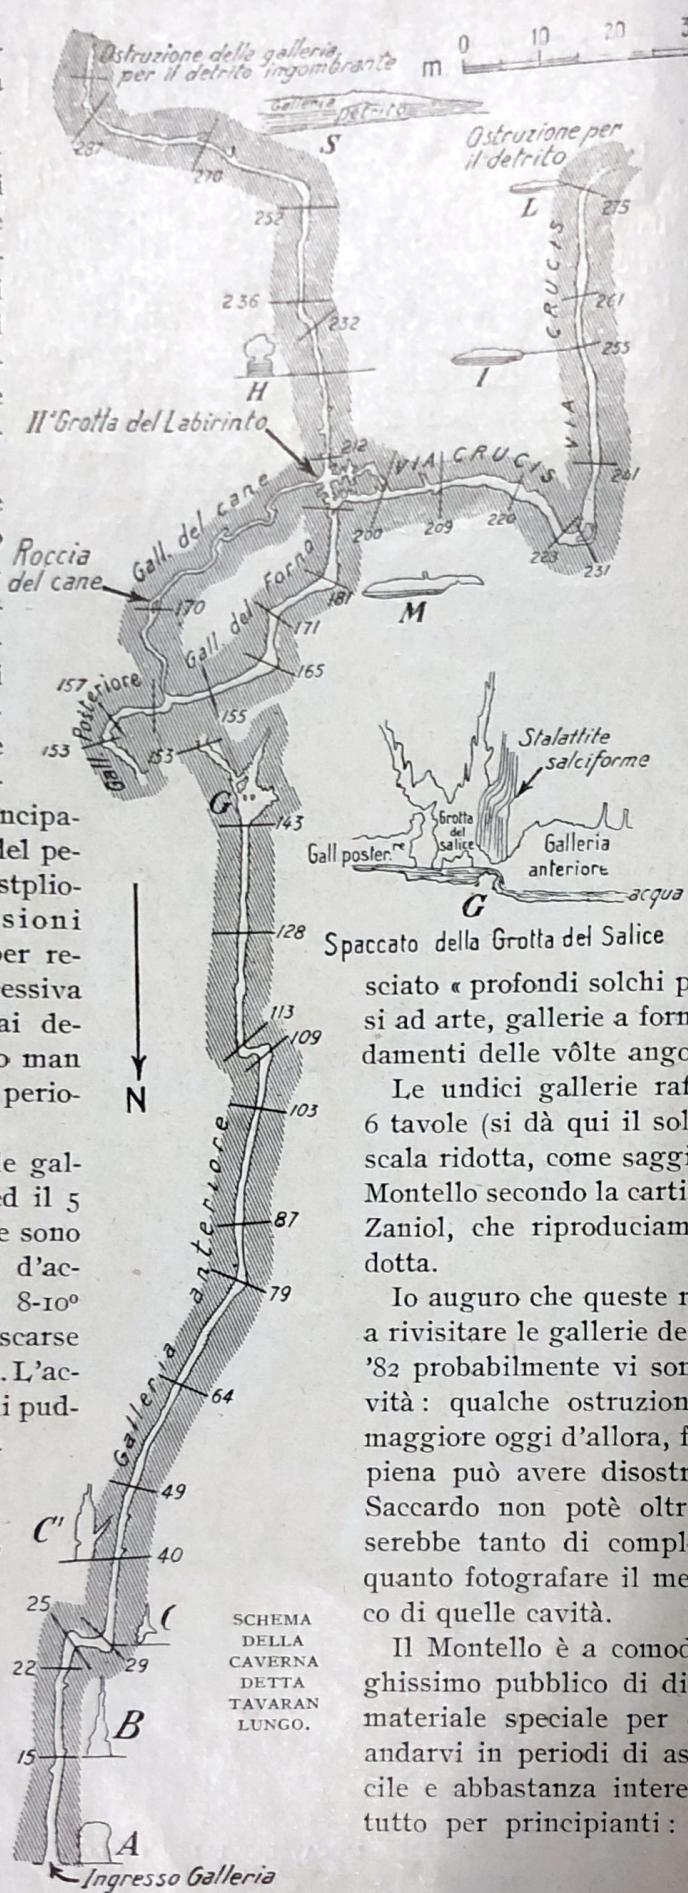 Ostruzione della galleria
per il detrito ingombrante
m 0 10 20
Galleria
detrito
S
Ostruzione per
il detrito
L
287
270
252
275
236
232
VIA CRUCIS
261
255
H
I
IIª Grotta del Labirinto
212
VIA CRUCIS
241
Gall. del cane
200
209
220
223
231
Roccia
del cane
170
Gall. del Forno
181
M
171
165
157
Gall. Posteriore
155
153
153
G
143
Stalattite
salciforme
Grotta
del
salice
Gall poster.re
Galleria
anteriore
G
acqua
Spaccato della Grotta del Salice
128
113
109
N
103
Galleria anteriore
87
79
64
49
C'
40
25
C
22
29
B
15
A
Ingresso Galleria
SCHEMA
DELLA
CAVERNA
DETTA
TAVARAN
LUNGO.
ncipa-
del pe-
stplio-
sioni
er re-
essiva
ai de-
o man
perio-
e gal-
ed il 5
e sono
d'ac-
8-10º
scarse
. L'ac-
i pud-
sciato « profondi solchi p
si ad arte, gallerie a forn
damenti delle vôlte ango
Le undici gallerie raf
6 tavole (si dà qui il sol
scala ridotta, come saggi
Montello secondo la carti
Zaniol, che riproduciam
dotta.
Io auguro che queste r
a rivisitare le gallerie de
'82 probabilmente vi sor
vità : qualche ostruzion
maggiore oggi d'allora, f
piena può avere disostr
Saccardo non potè oltr
serebbe tanto di compl
quanto fotografare il me
co di quelle cavità.
Il Montello è a comod
ghissimo pubblico di di
materiale speciale per
andarvi in periodi di as
cile e abbastanza intere
tutto per principianti :